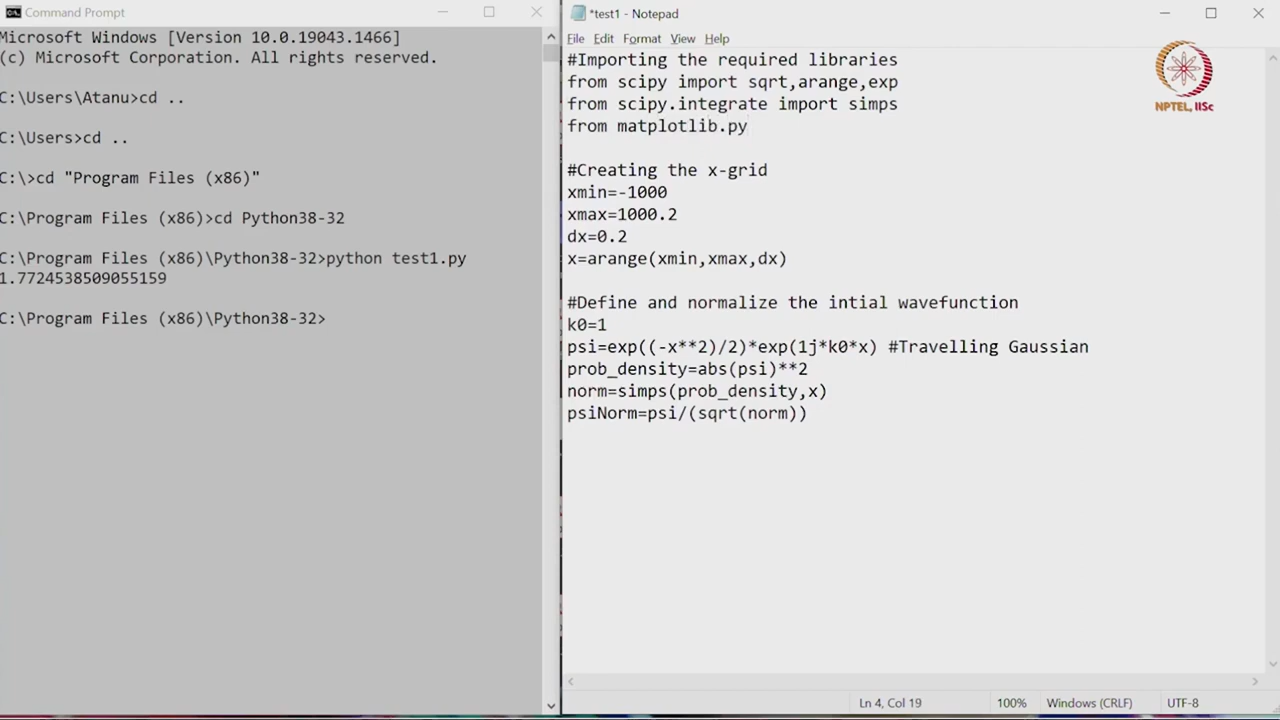 Command Prompt
Microsoft Windows [Version 10.0.19043.1466]
(c) Microsoft Corporation. All rights reserved.
C:\Users\Atanu>cd ..
C:\Users>cd ..
C:\>cd "Program Files (x86)"
C:\Program Files (x86)>cd Python38-32
C:\Program Files (x86)\Python38-32>python test1.py
1.7724538509055159
C:\Program Files (x86)\Python38-32>
*test1 - Notepad
File Edit Format View Help
#Importing the required libraries
from scipy import sqrt,arange,exp
from scipy.integrate import simps
from matplotlib.py
#Creating the x-grid
xmin=-1000
xmax=1000.2
dx=0.2
x=arange(xmin,xmax,dx)
#Define and normalize the intial wavefunction
k0=1
psi=exp((-x**2)/2)*exp(1j*k0*x) #Travelling Gaussian
prob_density=abs(psi)**2
norm=simps(prob_density,x)
psiNorm=psi/(sqrt(norm))
NPTEL, IISc
Ln 4, Col 19 100% Windows (CRLF) UTF-8